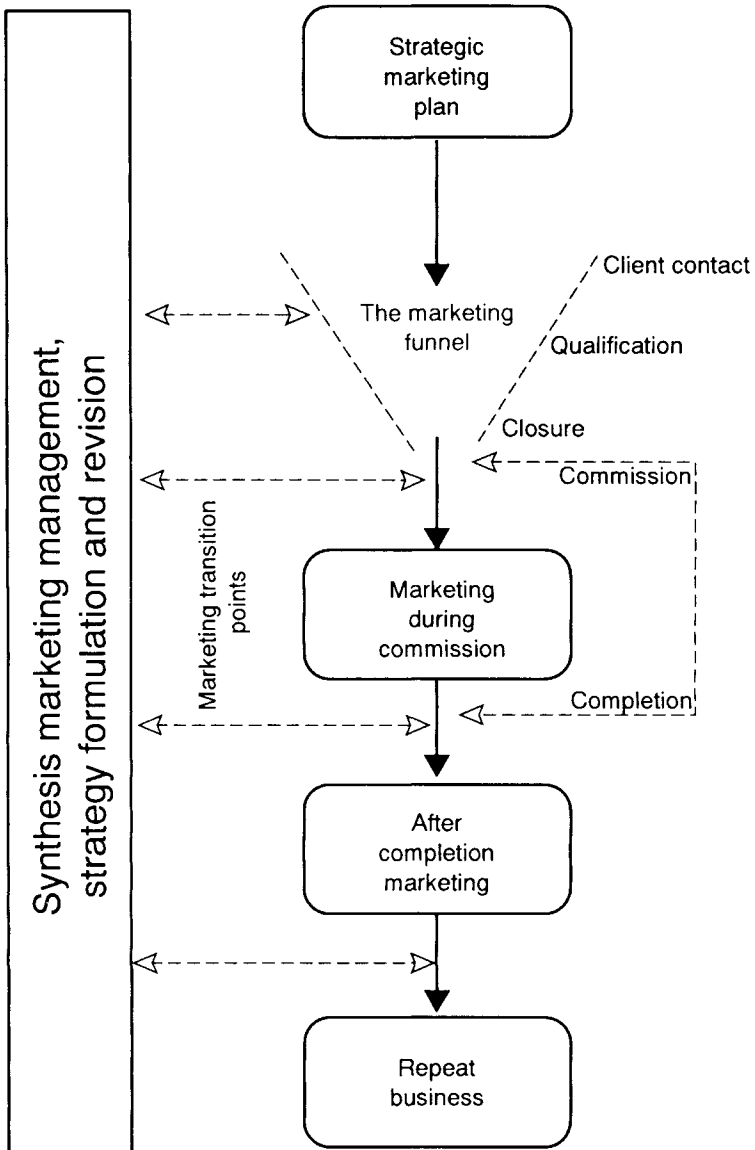 Strategic
marketing
plan
Client contact
The marketing
funnel
Qualification
Closure
Commission
Marketing
during
commission
Completion
After
completion
marketing
Repeat
business
Marketing transition
points
Synthesis marketing management,
strategy formulation and revision